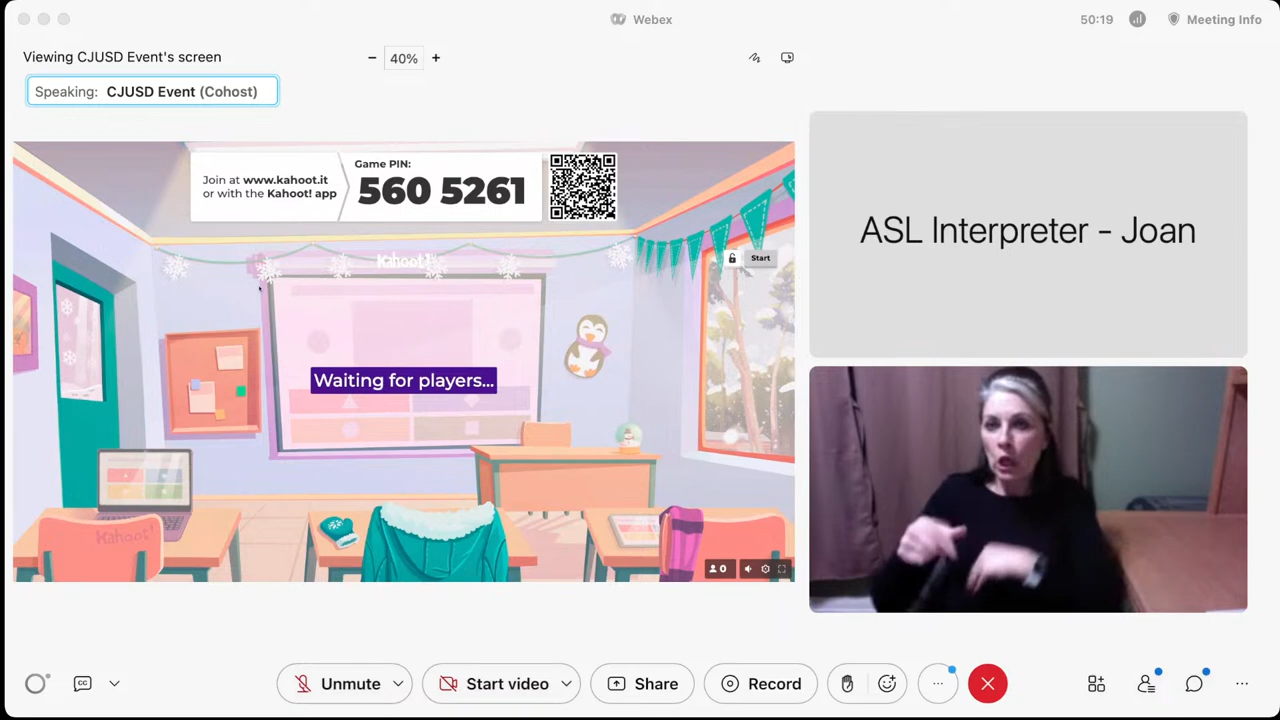 Webex
50:19
Meeting Info
Viewing CJUSD Event's screen
− 40% +
Speaking: CJUSD Event (Cohost)
Join at www.kahoot.it
or with the Kahoot! app
Game PIN:
560 5261
Kahoot!
Start
Waiting for players...
Kahoot!
0
ASL Interpreter - Joan
CC
Unmute
Start video
Share
Record